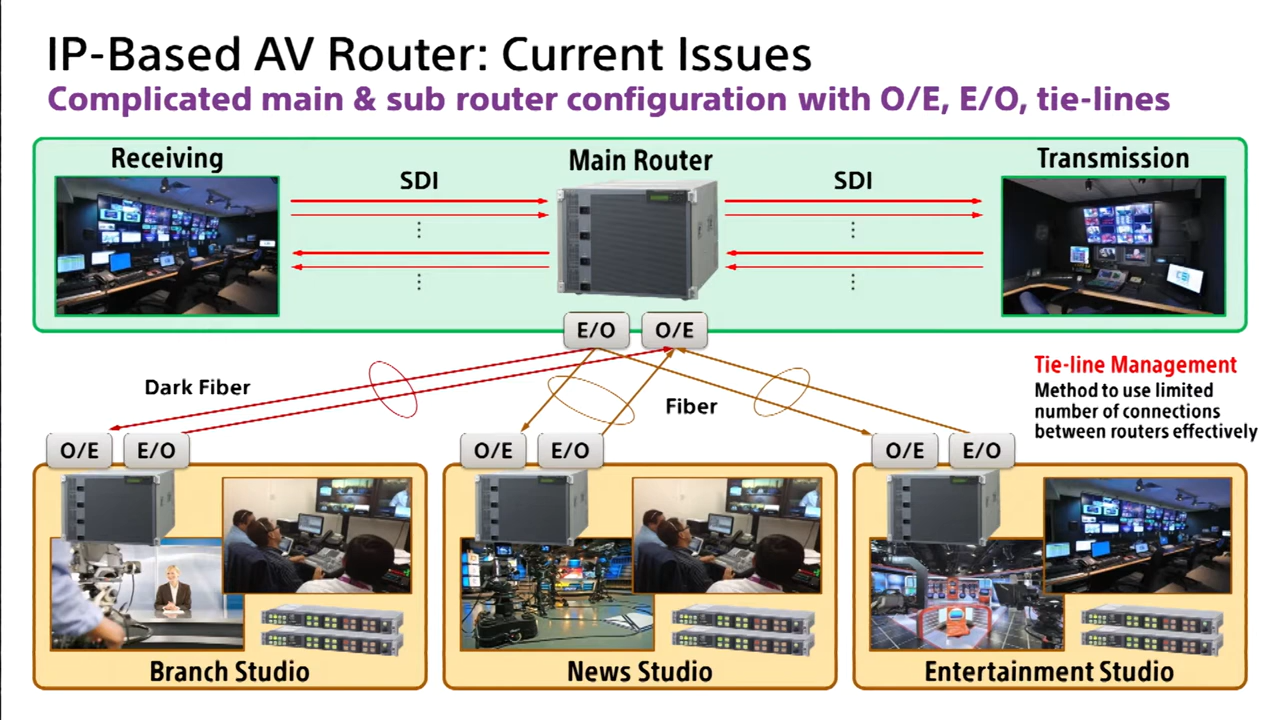 IP-Based AV Router: Current Issues
Complicated main & sub router configuration with O/E, E/O, tie-lines
Receiving
Main Router
Transmission
SDI
SDI
E/O
O/E
Dark Fiber
Fiber
Tie-line Management
Method to use limited
number of connections
between routers effectively
O/E
E/O
O/E
E/O
O/E
E/O
Branch Studio
News Studio
Entertainment Studio